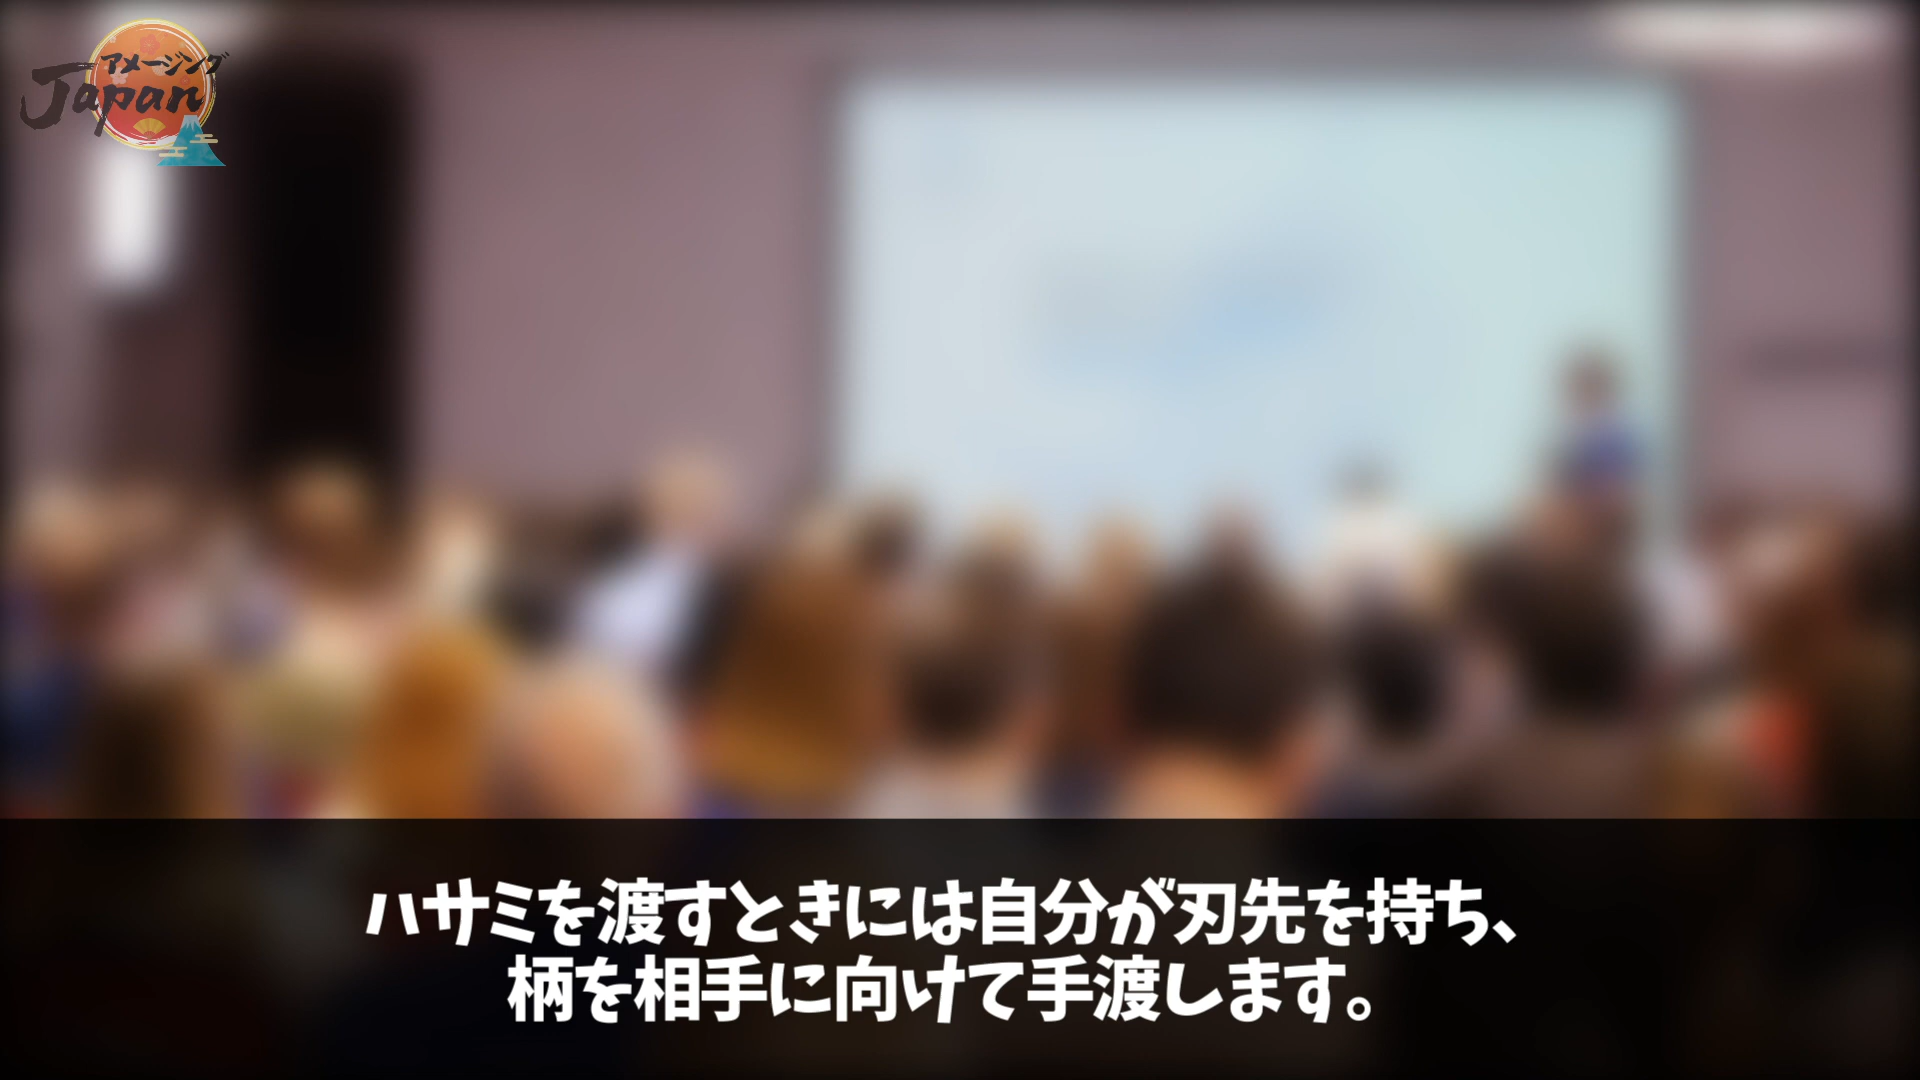 アメージング
Japan
ハサミを渡すときには自分が刃先を持ち、
柄を相手に向けて手渡します。